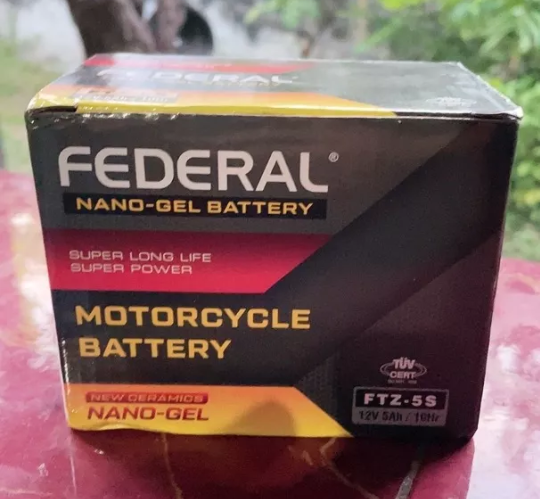 FEDERAL
FEDERAL®
NANO-GEL BATTERY
SUPER LONG LIFE
SUPER POWER
MOTORCYCLE
BATTERY
NEW CERAMICS
NANO-GEL
TÜV
CERT
FTZ-5S
12V 5Ah / 10Hr